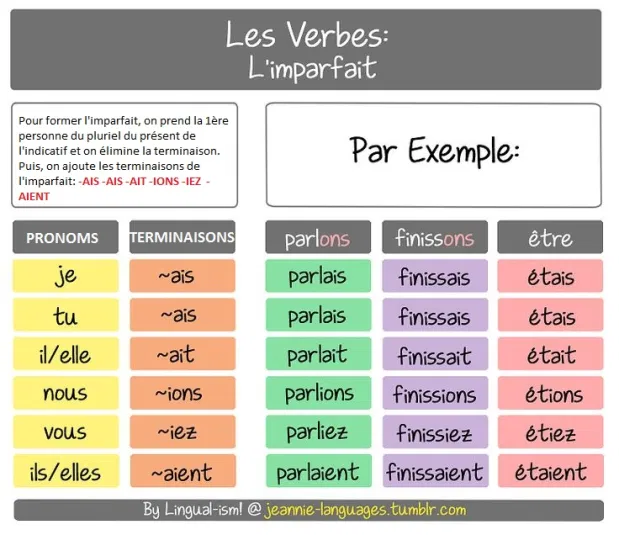 Les Verbes:
L'imparfait
Pour former l'imparfait, on prend la 1ère
personne du pluriel du présent de
l'indicatif et on élimine la terminaison.
Puis, on ajoute les terminaisons de
l'imparfait: -AIS -AIS -AIT -IONS -IEZ -
AIENT
Par Exemple:
PRONOMS TERMINAISONS parlons finissons être
je ~ais parlais finissais étais
tu ~ais parlais finissais étais
il/elle ~ait parlait finissait était
nous ~ions parlions finissions étions
vous ~iez parliez finissiez étiez
ils/elles ~aient parlaient finissaient étaient
By Lingual-ism! @ jeannie-languages.tumblr.com